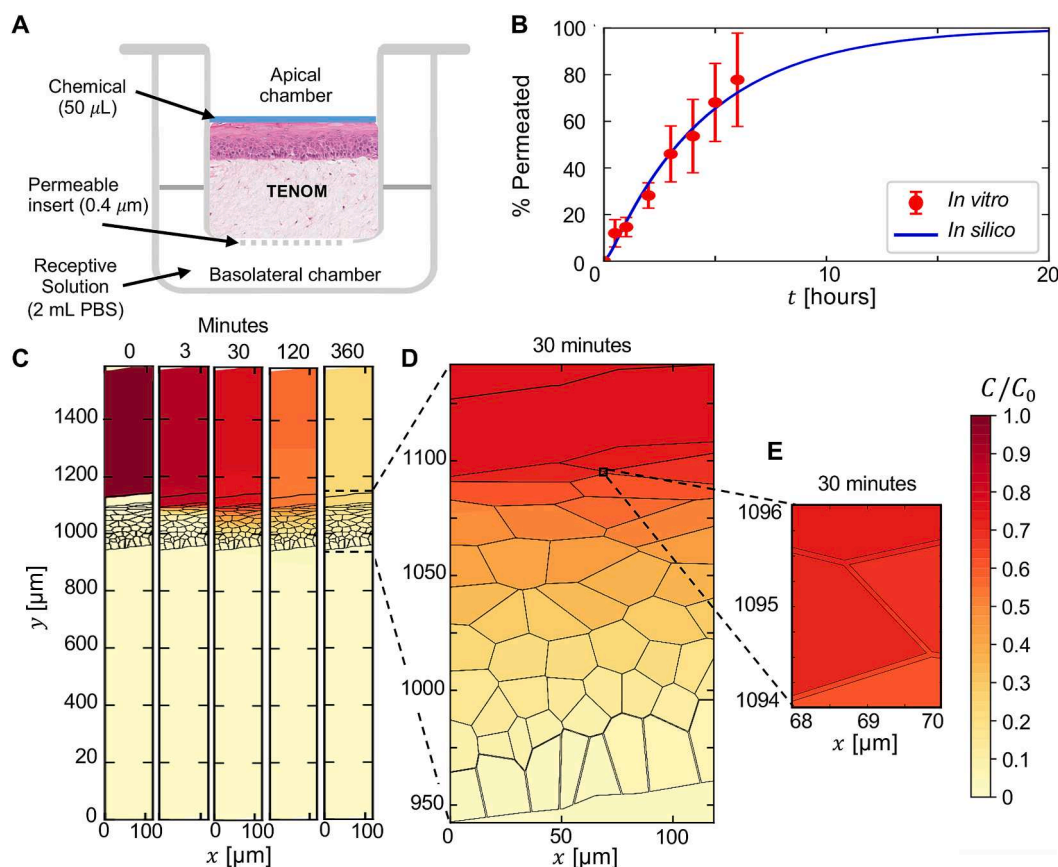 A
Chemical
(50 μL)
Apical
chamber
TENOM
Permeable
insert (0.4 μm)
Receptive
Solution
(2 mL PBS)
Basolateral chamber
B
% Permeated
100
80
60
40
20
0
0
10
20
t [hours]
In vitro
In silico
C
Minutes
0 3 30 120 360
y [μm]
1400
1200
1000
800
600
400
20
0
0 100 0 100 0 100 0 100 0 100
x [μm]
D
30 minutes
1100
1050
1000
950
0 50 100
x [μm]
E
30 minutes
1096
1095
1094
68 69 70
x [μm]
C/C₀
1.0
0.9
0.8
0.7
0.6
0.5
0.4
0.3
0.2
0.1
0